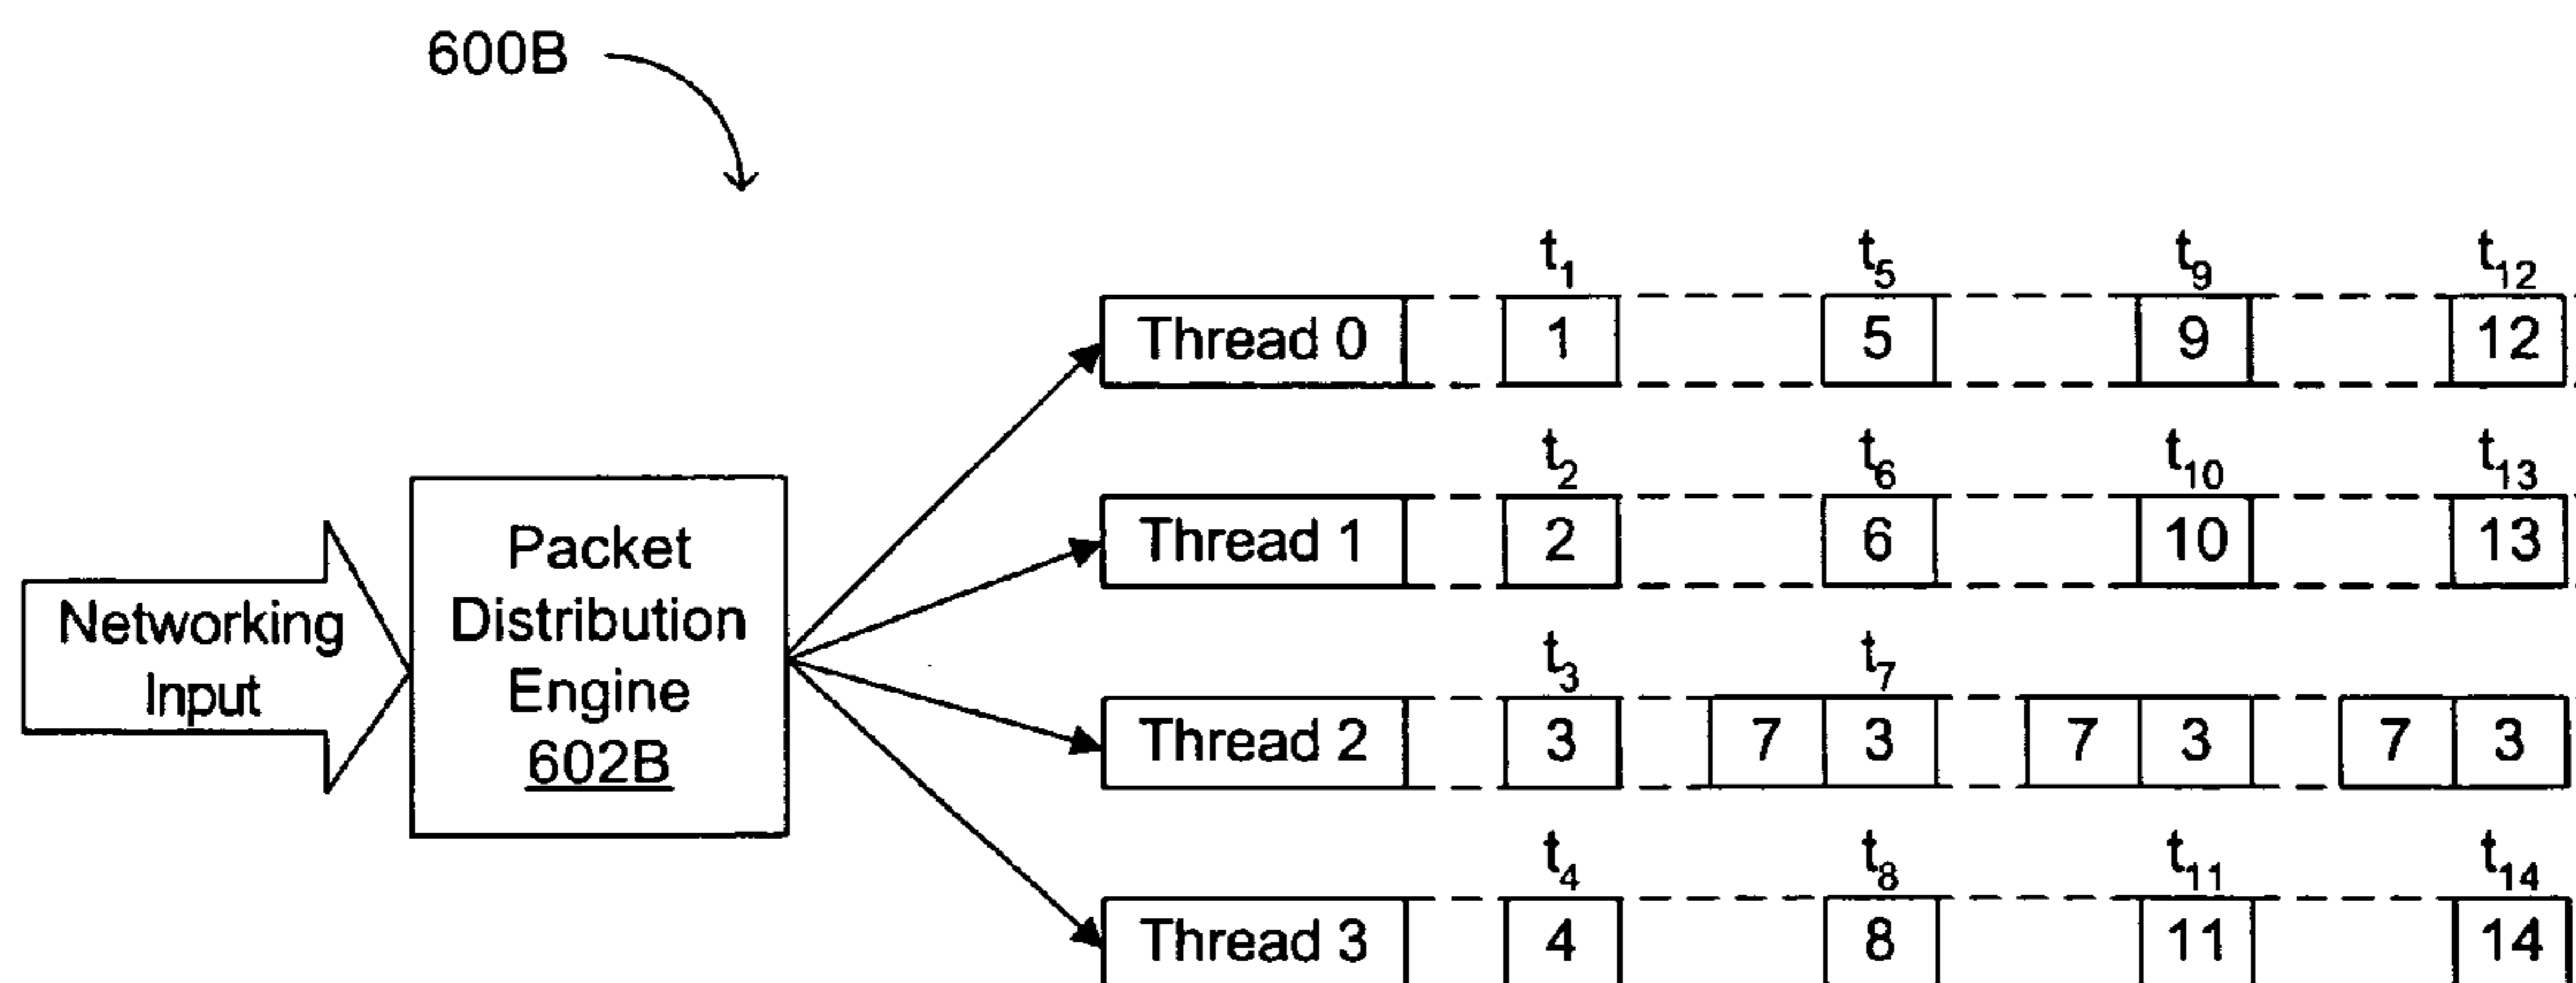 600B
t1 t5 t9 t12
Thread 0 1 5 9 12
t2 t6 t10 t13
Thread 1 2 6 10 13
Networking
Input
Packet
Distribution
Engine
602B
t3 t7
Thread 2 3 7 3 7 3 7 3
t4 t8 t11 t14
Thread 3 4 8 11 14